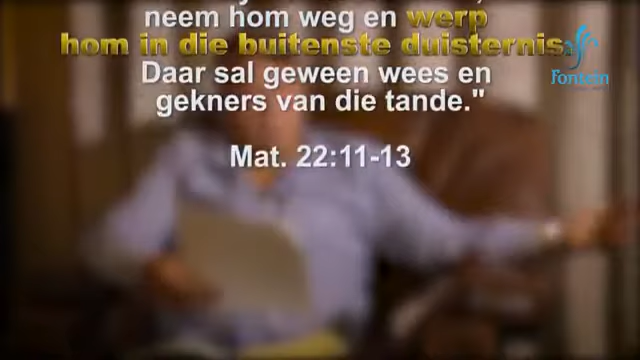 neem hom weg en werp
hom in die buitenste duisternis.
Daar sal geween wees en
gekners van die tande."
Mat. 22:11-13
Fontein